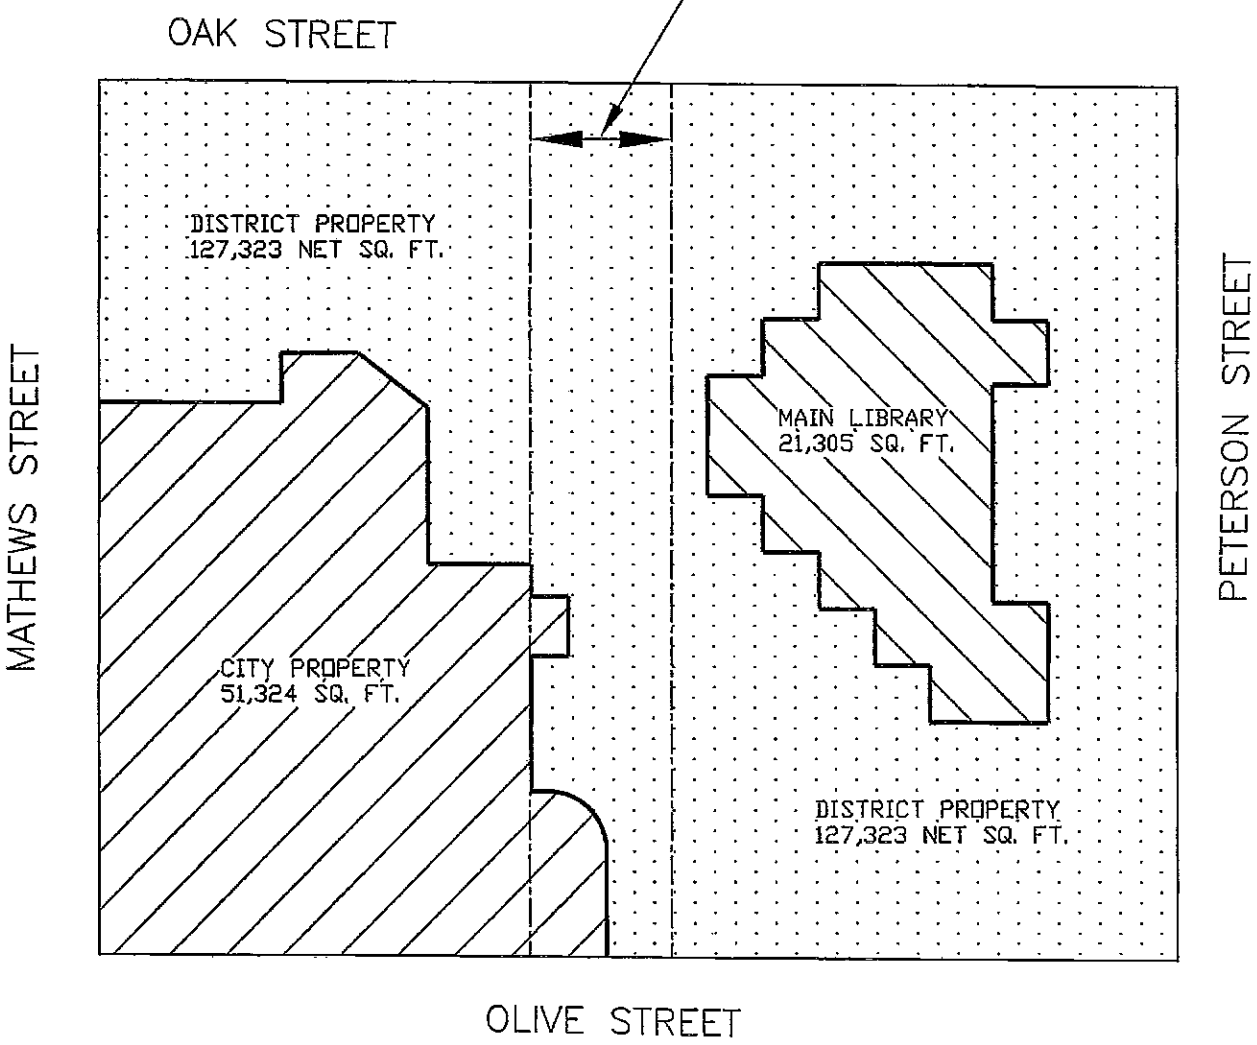 OAK STREET
DISTRICT PROPERTY
127,323 NET SQ. FT.
MATHEWS STREET
PETERSON STREET
MAIN LIBRARY
21,305 SQ. FT.
CITY PROPERTY
51,324 SQ. FT.
DISTRICT PROPERTY
127,323 NET SQ. FT.
OLIVE STREET